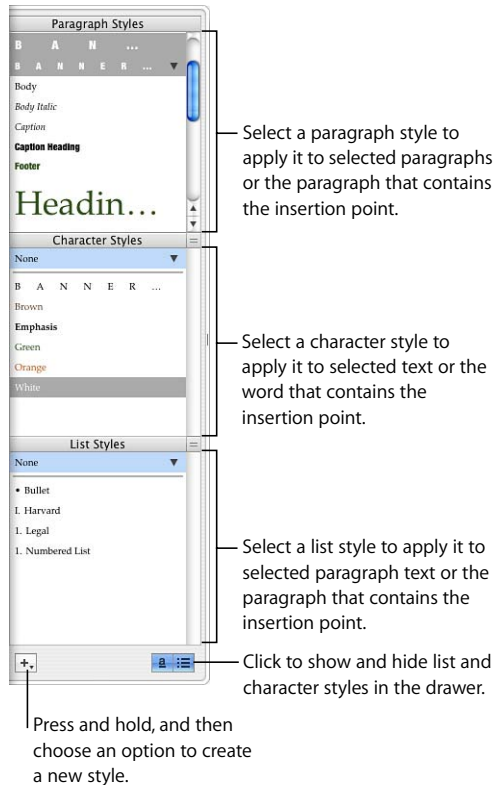 Paragraph Styles
B A N ...
B A N N E R ...
Body
Body Italic
Caption
Caption Heading
Footer
Headin...
Select a paragraph style to
apply it to selected paragraphs
or the paragraph that contains
the insertion point.
Character Styles
None
B A N N E R ...
Brown
Emphasis
Green
Orange
White
Select a character style to
apply it to selected text or the
word that contains the
insertion point.
List Styles
None
• Bullet
I. Harvard
1. Legal
1. Numbered List
Select a list style to apply it to
selected paragraph text or the
paragraph that contains the
insertion point.
+
a
Click to show and hide list and
character styles in the drawer.
Press and hold, and then
choose an option to create
a new style.